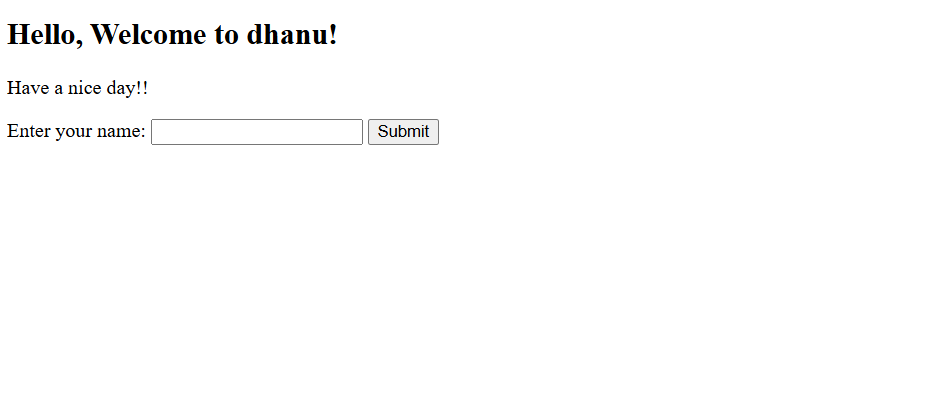 Hello, Welcome to dhanu!
Have a nice day!!
Enter your name: Submit